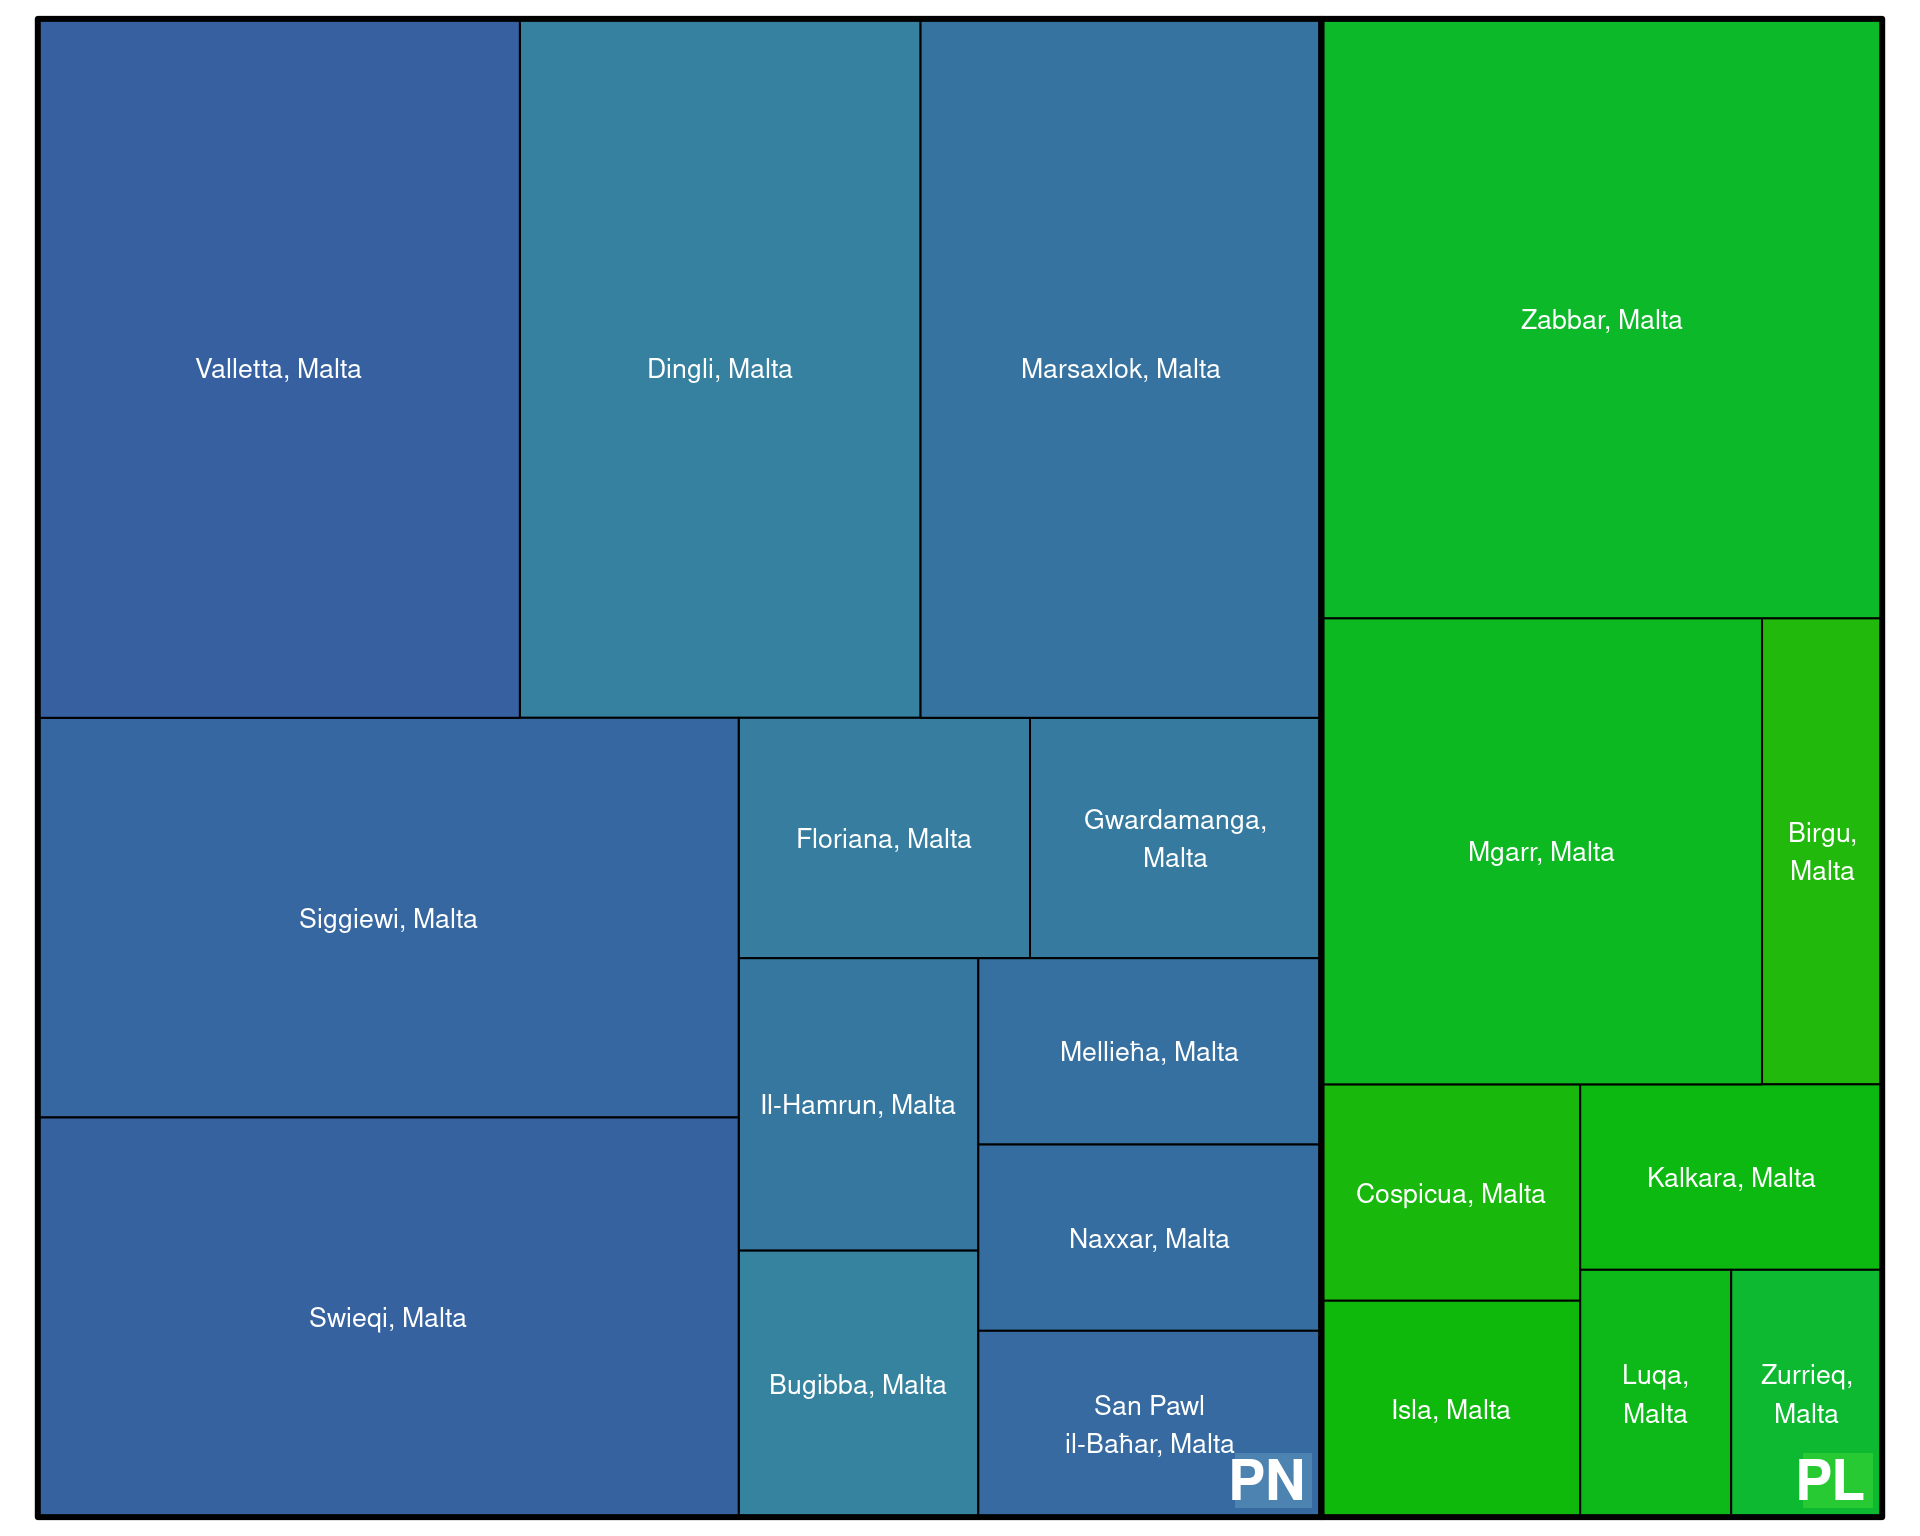 Valletta, Malta
Dingli, Malta
Marsaxlok, Malta
Siggiewi, Malta
Swieqi, Malta
Floriana, Malta
Gwardamanga,
Malta
Il-Hamrun, Malta
Bugibba, Malta
Mellieħa, Malta
Naxxar, Malta
San Pawl
il-Baħar, Malta
PN
Zabbar, Malta
Mgarr, Malta
Birgu,
Malta
Cospicua, Malta
Isla, Malta
Kalkara, Malta
Luqa,
Malta
Zurrieq,
Malta
PL